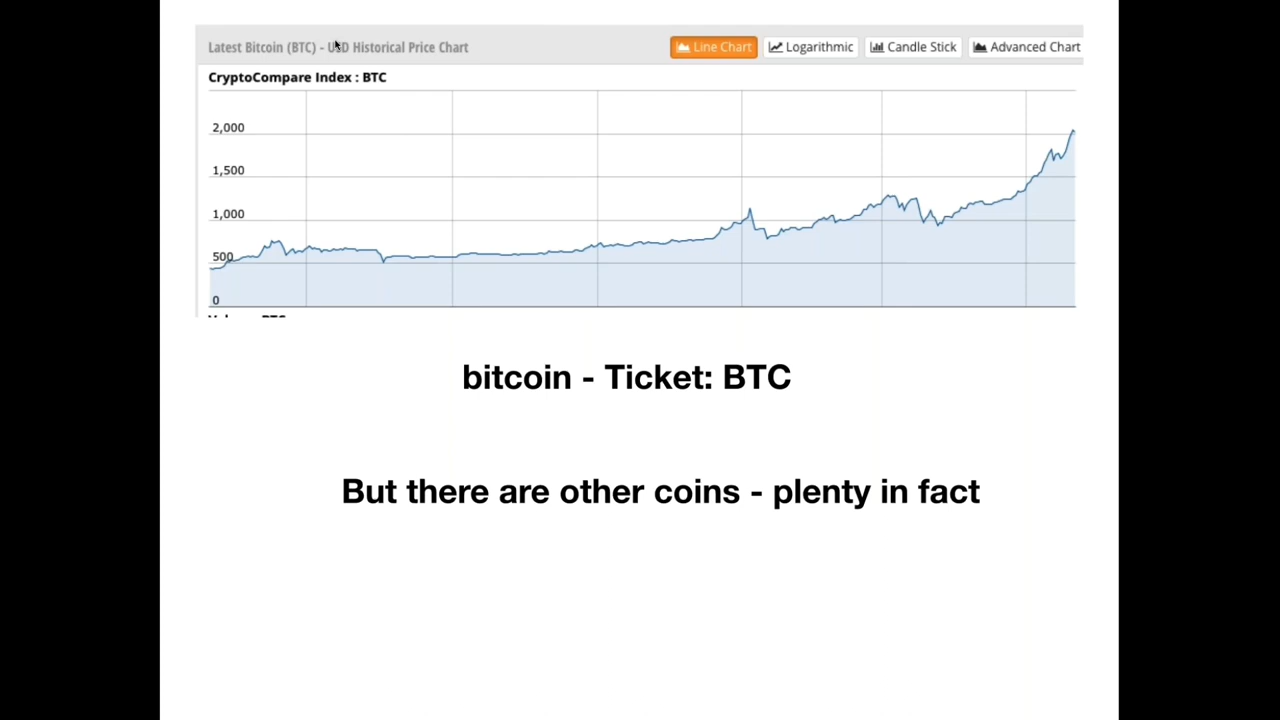 Latest Bitcoin (BTC) - USD Historical Price Chart
Line Chart
Logarithmic
Candle Stick
Advanced Chart
CryptoCompare Index : BTC
2,000
1,500
1,000
500
0
bitcoin - Ticket: BTC
But there are other coins - plenty in fact